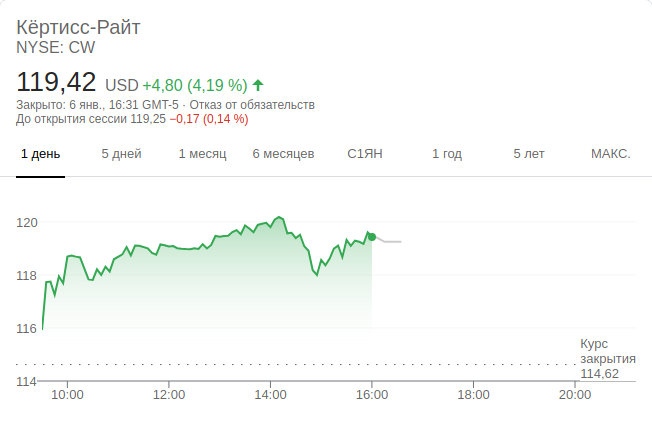 Кёртисс-Райт
NYSE: CW
119,42 USD +4,80 (4,19 %)
Закрыто: 6 янв., 16:31 GMT-5 · Отказ от обязательств
До открытия сессии 119,25 −0,17 (0,14 %)
1 день 5 дней 1 месяц 6 месяцев С1ЯН 1 год 5 лет МАКС.
120
118
116
Курс
закрытия
114,62
114
10:00 12:00 14:00 16:00 18:00 20:00